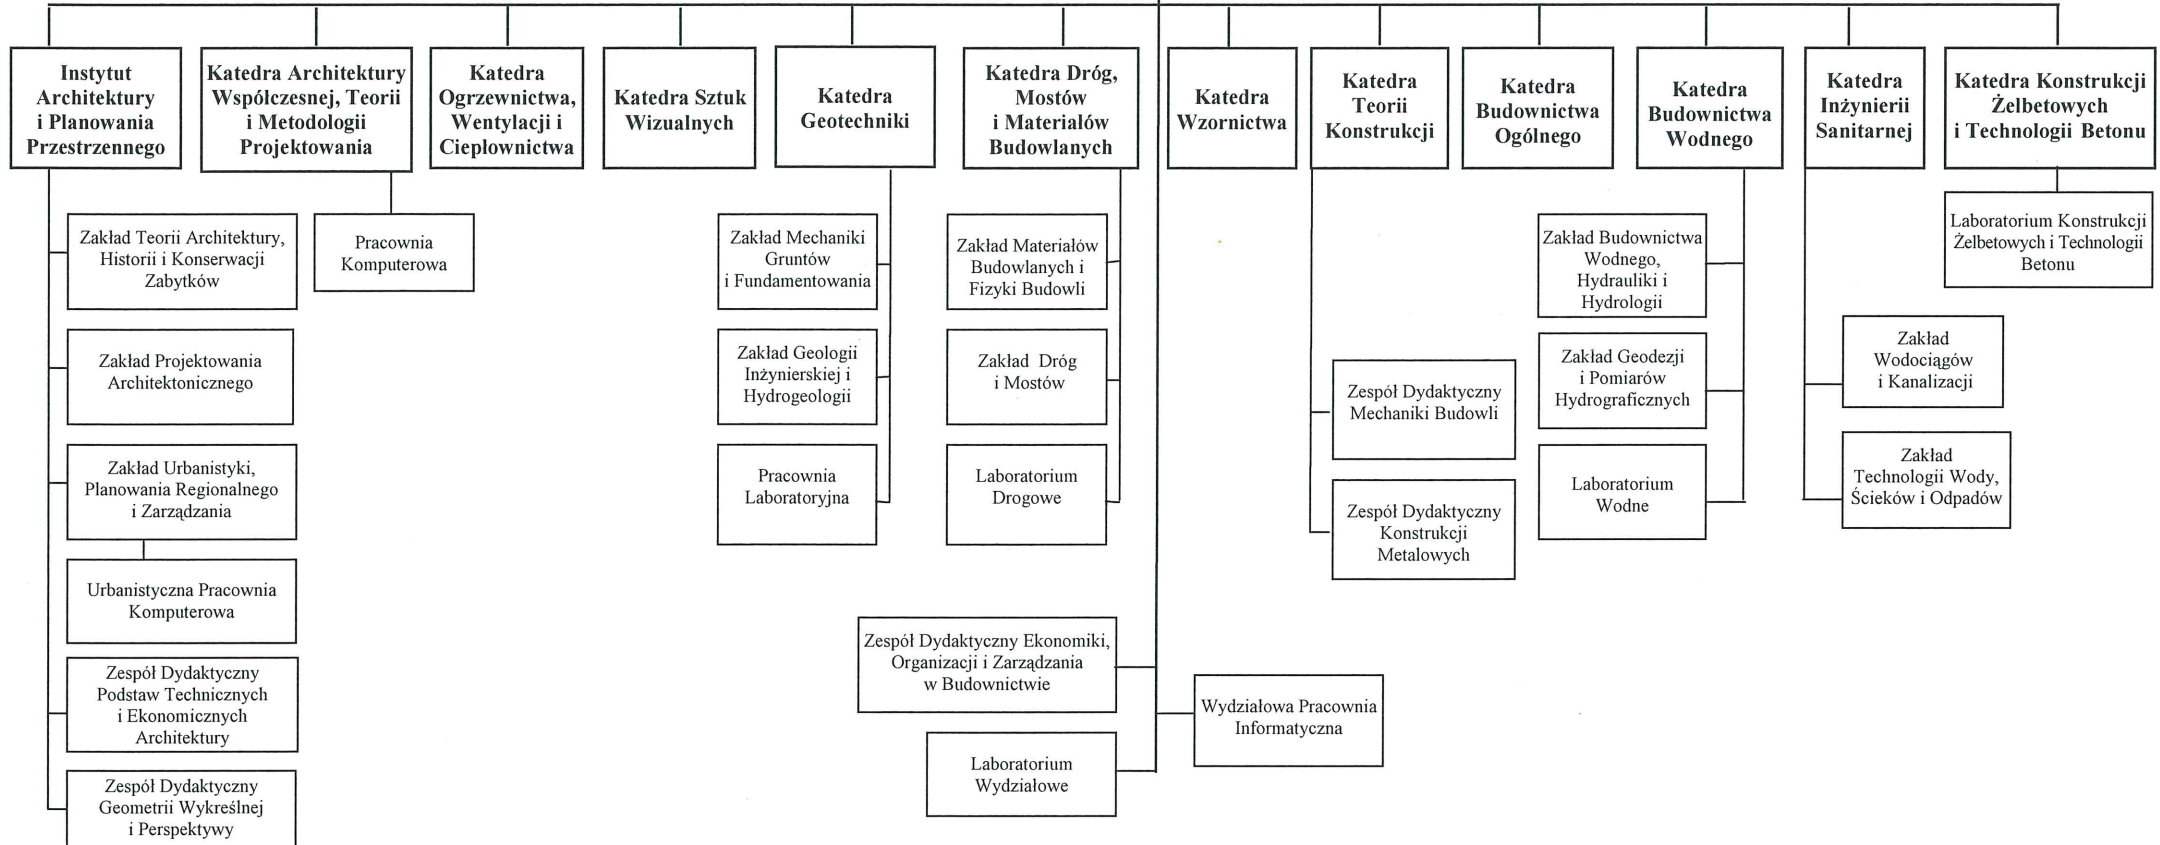 Instytut
Architektury
i Planowania
Przestrzennego
Katedra Architektury
Współczesnej, Teorii
i Metodologii
Projektowania
Katedra
Ogrzewnictwa,
Wentylacji i
Ciepłownictwa
Katedra Sztuk
Wizualnych
Katedra
Geotechniki
Katedra Dróg,
Mostów
i Materiałów
Budowlanych
Katedra
Wzornictwa
Katedra
Teorii
Konstrukcji
Katedra
Budownictwa
Ogólnego
Katedra
Budownictwa
Wodnego
Katedra
Inżynierii
Sanitarnej
Katedra Konstrukcji
Żelbetowych
i Technologii Betonu
Zakład Teorii Architektury,
Historii i Konserwacji
Zabytków
Zakład Projektowania
Architektonicznego
Zakład Urbanistyki,
Planowania Regionalnego
i Zarządzania
Urbanistyczna Pracownia
Komputerowa
Zespół Dydaktyczny
Podstaw Technicznych
i Ekonomicznych
Architektury
Zespół Dydaktyczny
Geometrii Wykreślnej
i Perspektywy
Pracownia
Komputerowa
Zakład Mechaniki
Gruntów
i Fundamentowania
Zakład Geologii
Inżynierskiej i
Hydrogeologii
Pracownia
Laboratoryjna
Zakład Materiałów
Budowlanych i
Fizyki Budowli
Zakład Dróg
i Mostów
Laboratorium
Drogowe
Zespół Dydaktyczny
Mechaniki Budowli
Zespół Dydaktyczny
Konstrukcji
Metalowych
Zakład Budownictwa
Wodnego,
Hydrauliki i
Hydrologii
Zakład Geodezji
i Pomiarów
Hydrograficznych
Laboratorium
Wodne
Zakład
Wodociągów
i Kanalizacji
Zakład
Technologii Wody,
Ścieków i Odpadów
Laboratorium Konstrukcji
Żelbetowych i Technologii
Betonu
Zespół Dydaktyczny Ekonomiki,
Organizacji i Zarządzania
w Budownictwie
Wydziałowa Pracownia
Informatyczna
Laboratorium
Wydziałowe